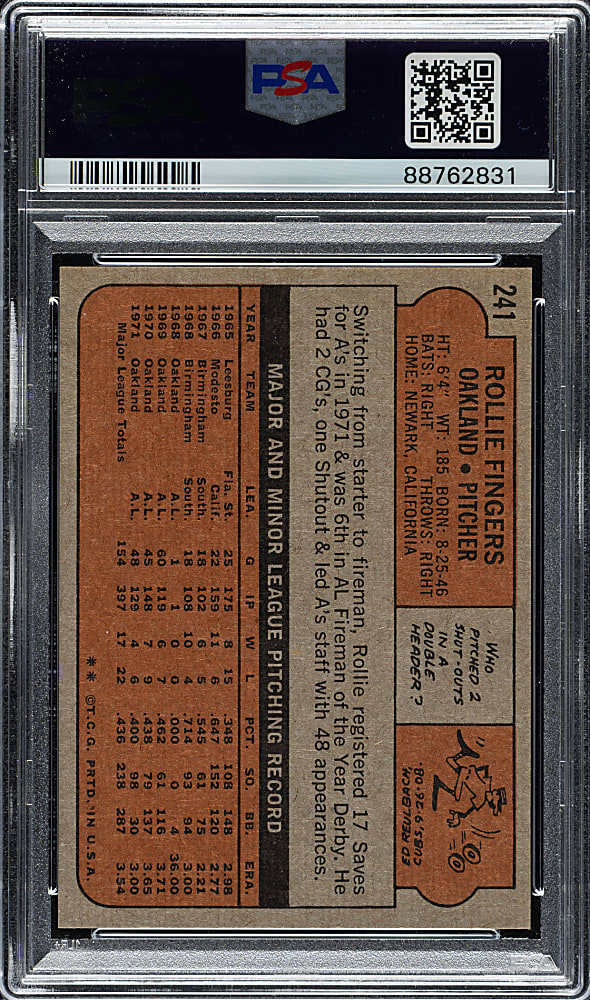 PSA
88762831
241
ROLLIE FINGERS
OAKLAND • PITCHER
HT: 6'4" WT: 185 BORN: 8-25-46
BATS: RIGHT THROWS: RIGHT
HOME: NEWARK, CALIFORNIA
WHO
PITCHED 2
SHUT-OUTS
IN A
DOUBLE
HEADER?
ED REULBACH,
CUBS, 9-26-08.
Switching from starter to fireman, Rollie registered 17 Saves
for A's in 1971 & was 6th in AL Fireman of the Year Derby. He
had 2 CG's, one Shutout & led A's staff with 48 appearances.
MAJOR AND MINOR LEAGUE PITCHING RECORD
YEAR TEAM LEA. G IP W L PCT. SO. BB. ERA.
1965 Leesburg Fla. St. 25 175 8 15 .348 108 148 2.98
1966 Modesto Calif. 22 159 11 6 .647 152 120 2.77
1967 Birmingham South. 18 102 6 5 .545 61 75 2.21
1968 Birmingham South. 18 108 10 4 .714 93 94 3.00
1968 Oakland A.L. 1 1 0 0 .000 0 4 36.00
1969 Oakland A.L. 60 119 6 7 .462 61 116 3.71
1970 Oakland A.L. 45 148 7 9 .438 79 137 3.65
1971 Oakland A.L. 48 129 4 6 .400 98 30 3.00
Major League Totals 154 397 17 22 .436 238 287 3.54
** ©T.C.G. PRTD. IN U.S.A.